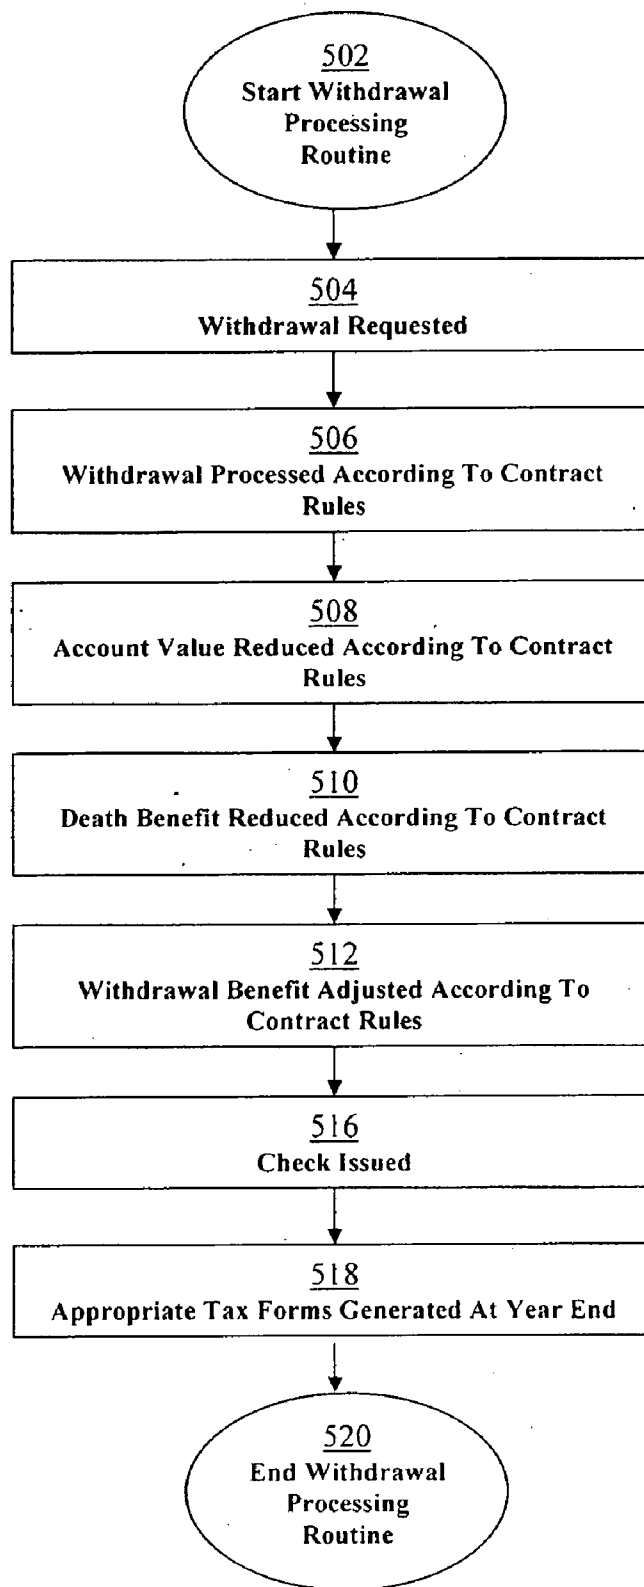 502
Start Withdrawal
Processing
Routine
504
Withdrawal Requested
506
Withdrawal Processed According To Contract
Rules
508
Account Value Reduced According To Contract
Rules
510
Death Benefit Reduced According To Contract
Rules
512
Withdrawal Benefit Adjusted According To
Contract Rules
516
Check Issued
518
Appropriate Tax Forms Generated At Year End
520
End Withdrawal
Processing
Routine